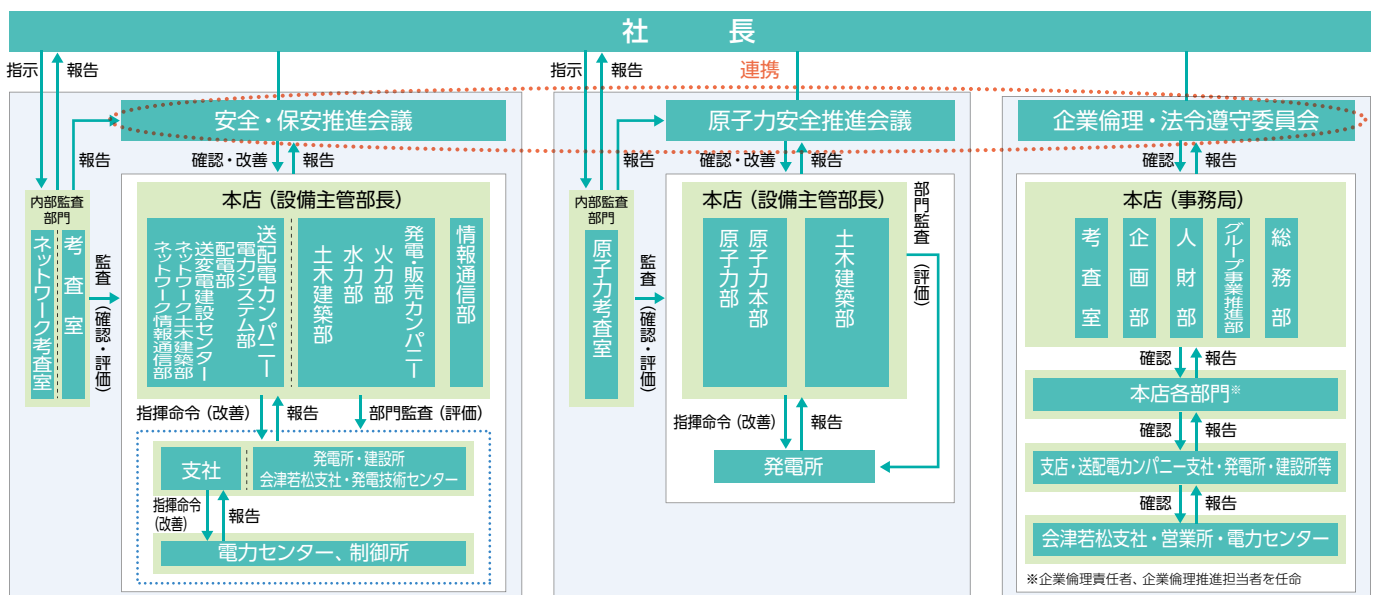 社長
指示
報告
指示
報告
連携
安全・保安推進会議
報告
確認・改善
報告
内部監査
部門
ネットワーク考査室
考査室
監査（確認・評価）
本店（設備主管部長）
送配電カンパニー
電力システム部
配電部
送変電建設センター
ネットワーク土木建築部
ネットワーク情報通信部
発電・販売カンパニー
火力部
水力部
土木建築部
情報通信部
指揮命令（改善）
報告
部門監査（評価）
支社
発電所・建設所
会津若松支社・発電技術センター
指揮命令
（改善）
報告
電力センター、制御所
原子力安全推進会議
報告
確認・改善
報告
内部監査
部門
原子力考査室
監査（確認・評価）
本店（設備主管部長）
原子力本部
原子力部
土木建築部
部門監査（評価）
指揮命令（改善）
報告
発電所
企業倫理・法令遵守委員会
確認
報告
本店（事務局）
考査室
企画部
人財部
グループ事業推進部
総務部
確認
報告
本店各部門※
確認
報告
支店・送配電カンパニー支社・発電所・建設所等
確認
報告
会津若松支社・営業所・電力センター
※企業倫理責任者、企業倫理推進担当者を任命